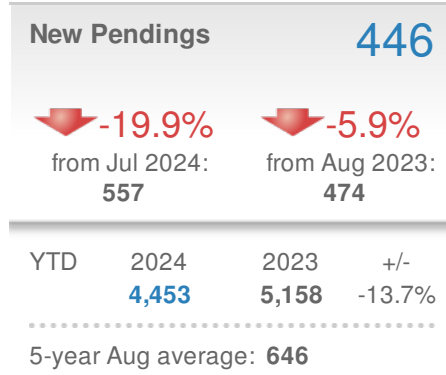 New Pendings 446
-19.9% -5.9%
from Jul 2024: from Aug 2023:
557 474
YTD 2024 2023 +/-
4,453 5,158 -13.7%
5-year Aug average: 646